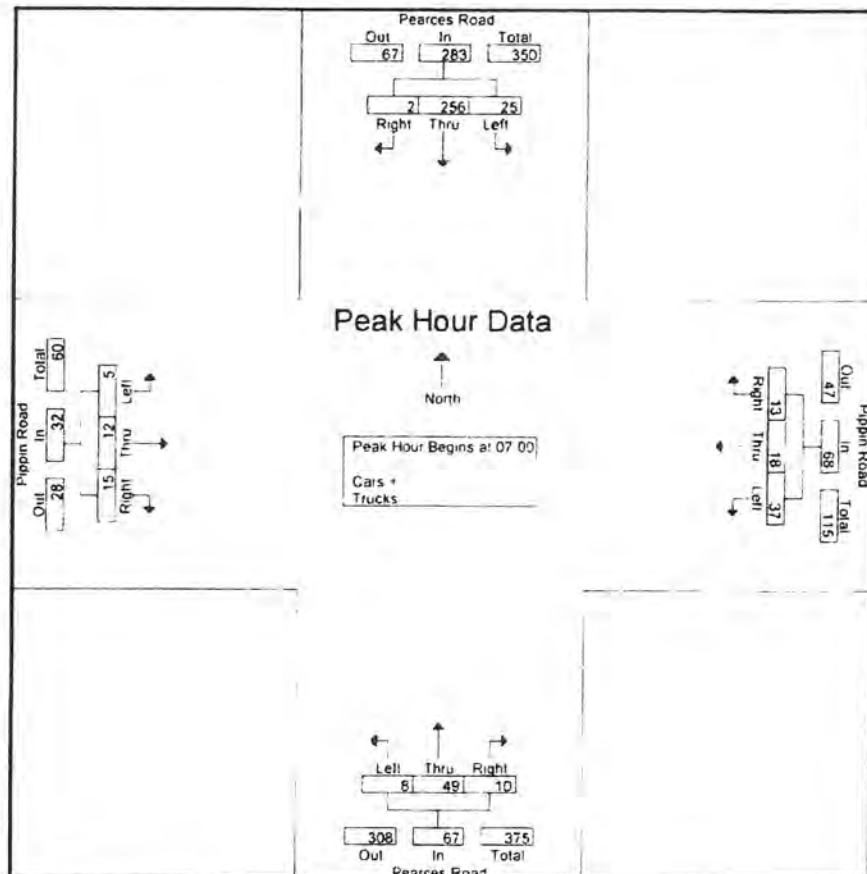 Pearces Road
Out In Total
67 283 350
2 256 25
Right Thru Left
Peak Hour Data
North
Peak Hour Begins at 07:00
Cars +
Trucks
Pippin Road
Out In Total
28 32 60
15 12 5
Right Thru Left
Right Thru Left
13 18 37
Out In Total
47 68 115
Pippin Road
Left Thru Right
8 49 10
308 67 375
Out In Total
Pearces Road